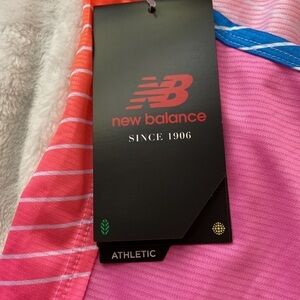 NB
new balance
SINCE 1906
ATHLETIC